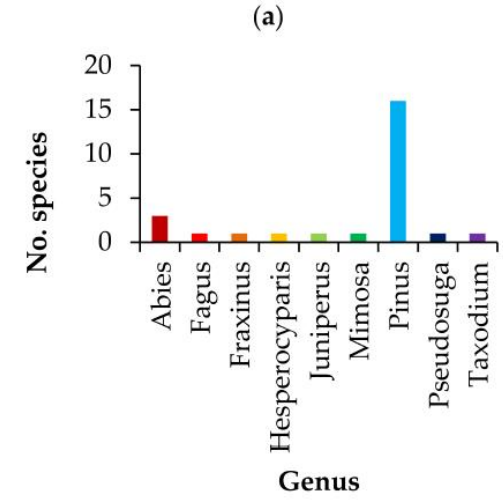 (a)
No. species
20
15
10
5
0
Abies
Fagus
Fraxinus
Hesperocyparis
Juniperus
Mimosa
Pinus
Pseudosuga
Taxodium
Genus